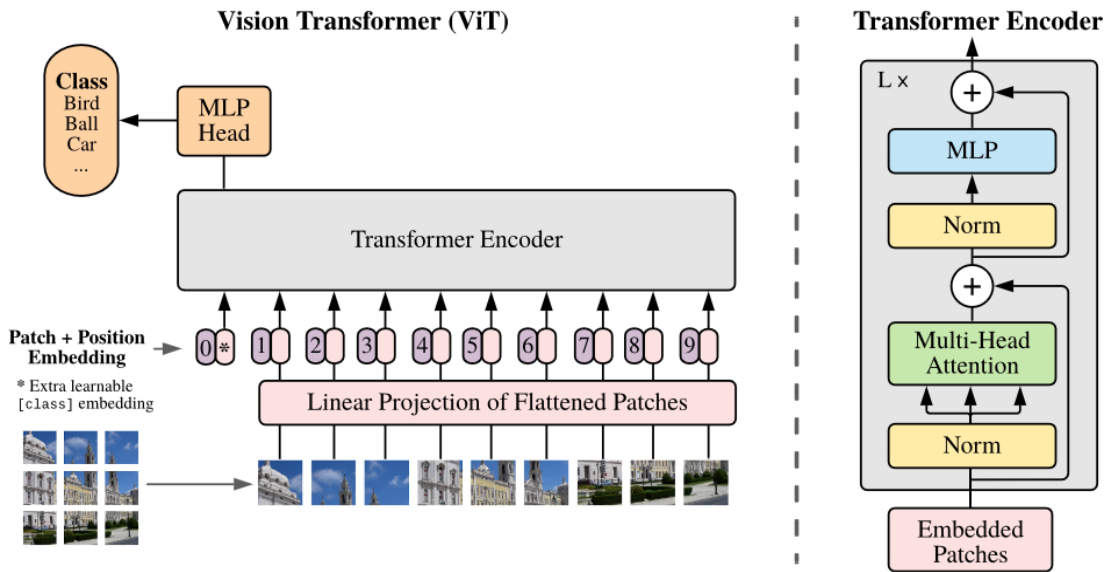 Vision Transformer (ViT)
Class
Bird
Ball
Car
...
MLP
Head
Transformer Encoder
Patch + Position
Embedding
0 * 1 2 3 4 5 6 7 8 9
* Extra learnable
[class] embedding
Linear Projection of Flattened Patches
Transformer Encoder
L ×
+
MLP
Norm
+
Multi-Head
Attention
Norm
Embedded
Patches